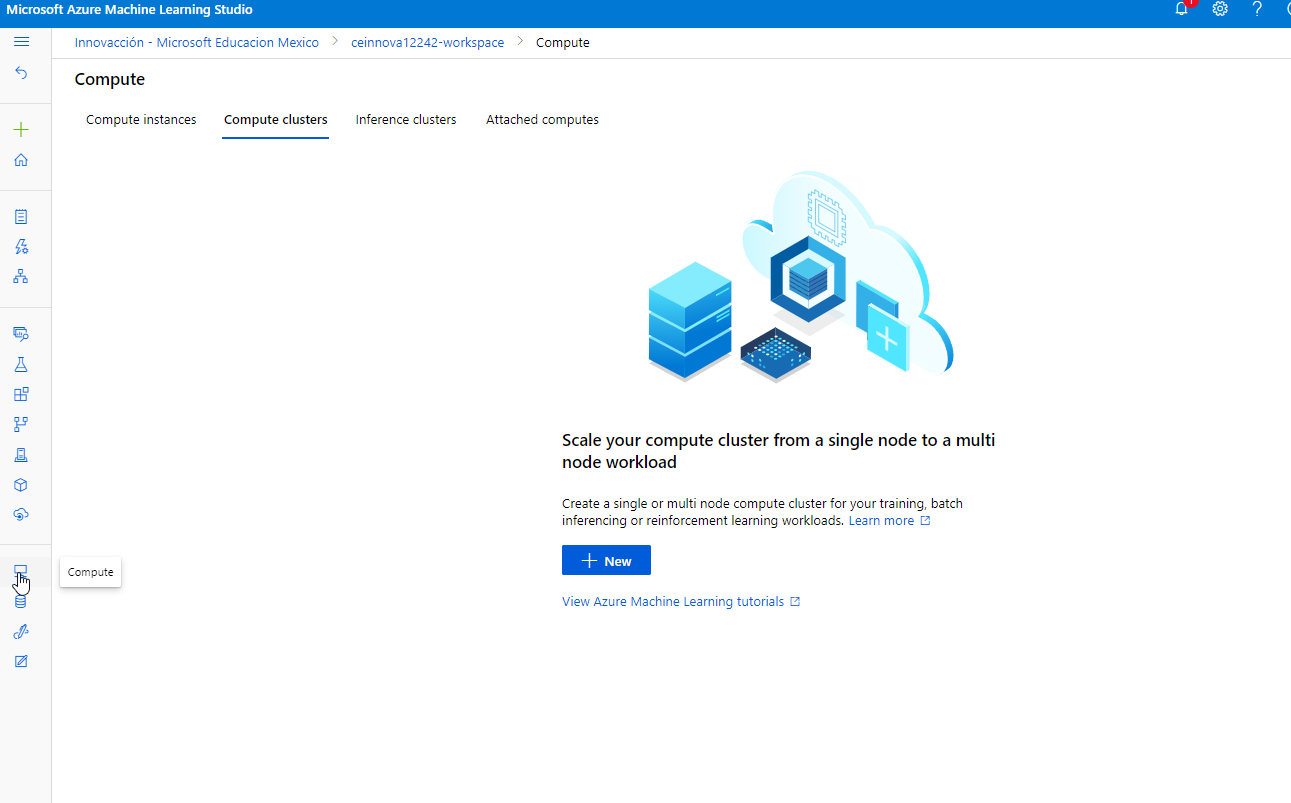 Microsoft Azure Machine Learning Studio
1
Innovacción - Microsoft Educacion Mexico > ceinnova12242-workspace > Compute
Compute
Compute instances Compute clusters Inference clusters Attached computes
Scale your compute cluster from a single node to a multi
node workload
Create a single or multi node compute cluster for your training, batch
inferencing or reinforcement learning workloads. Learn more
New
Compute
View Azure Machine Learning tutorials